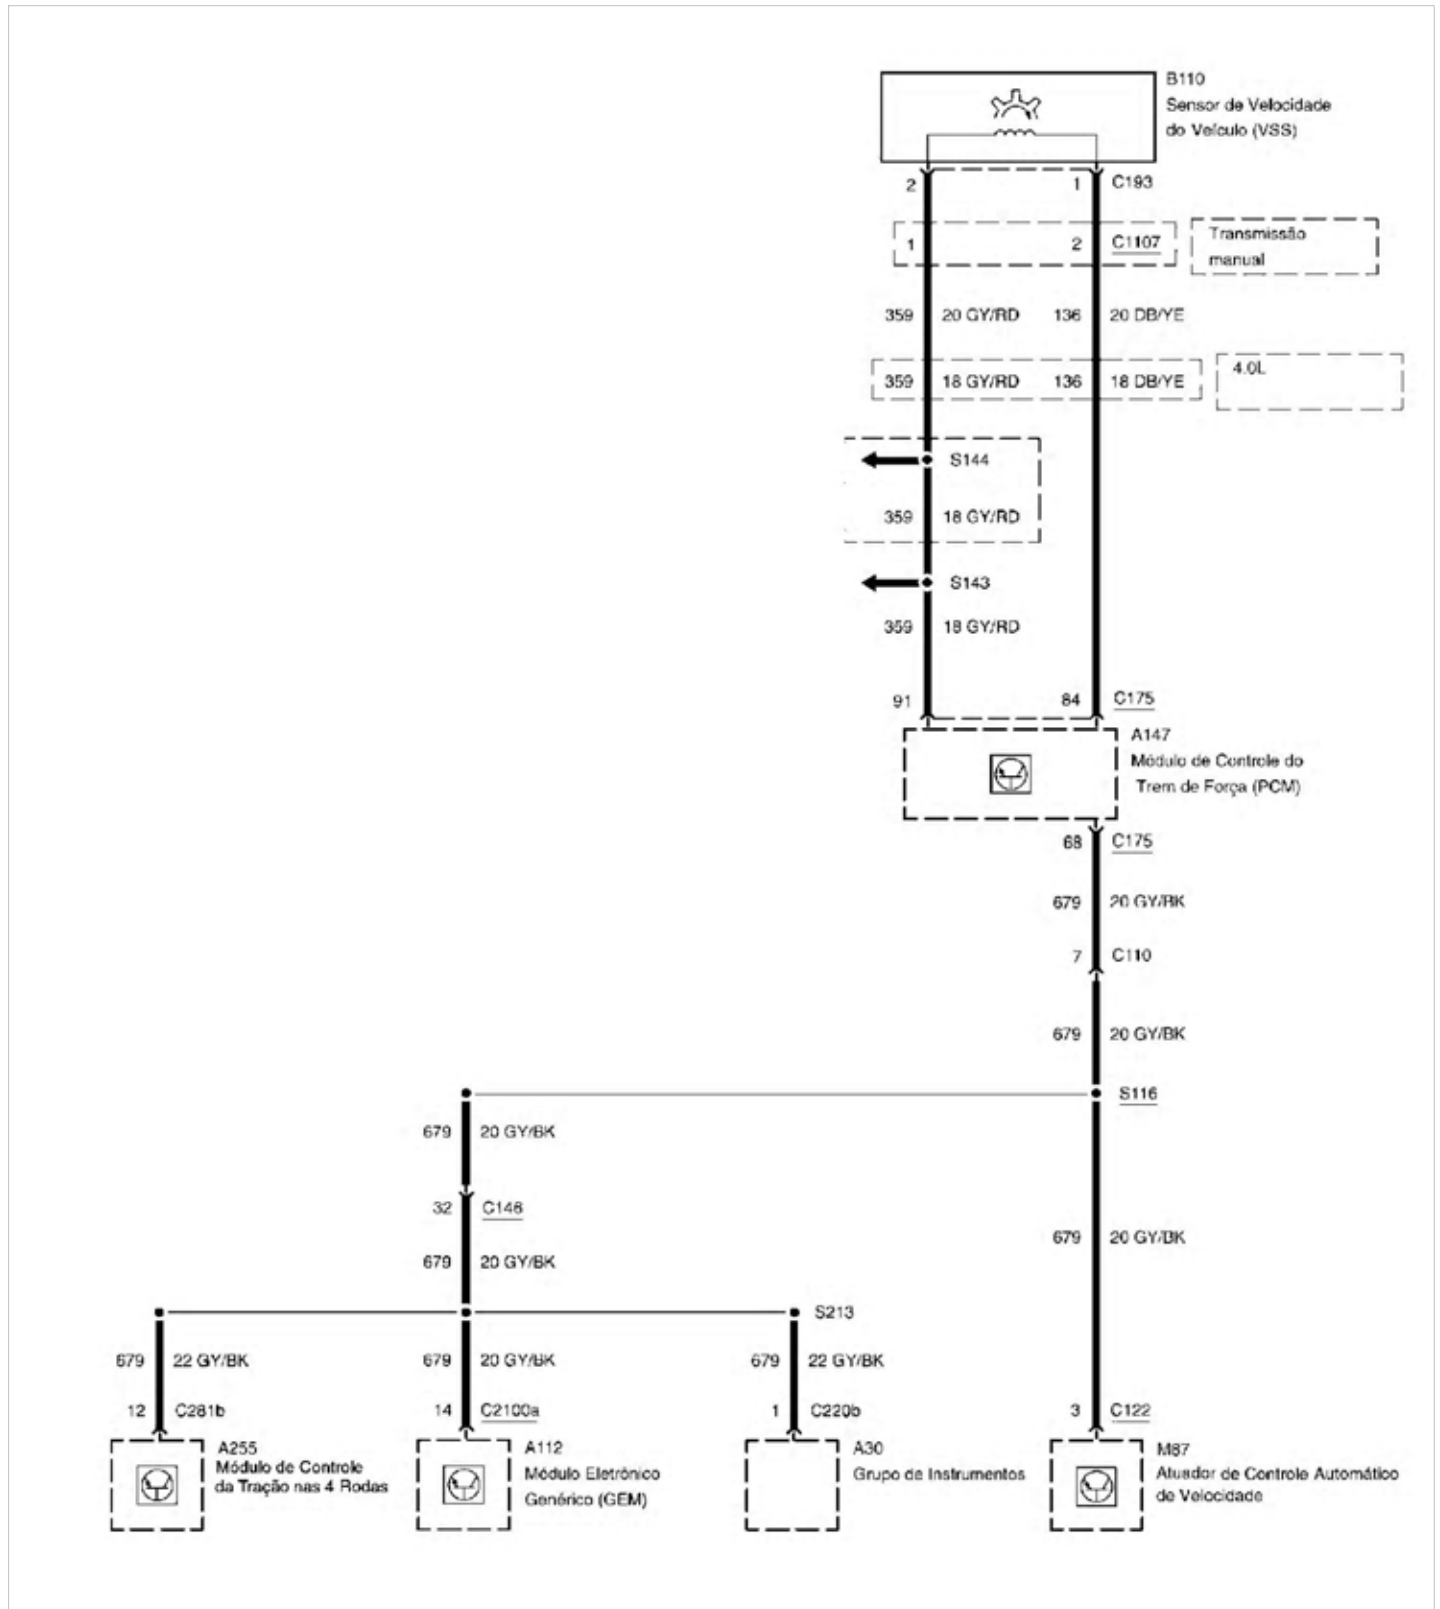 B110
Sensor de Velocidade
do Veículo (VSS)
2
1
C193
1
2
C1107
Transmissão
manual
359
20 GY/RD
136
20 DB/YE
359
18 GY/RD
136
18 DB/YE
4.0L
S144
359
18 GY/RD
S143
359
18 GY/RD
91
84
C175
A147
Módulo de Controle do
Trem de Força (PCM)
68
C175
679
20 GY/BK
7
C110
679
20 GY/BK
S116
679
20 GY/BK
32
C146
679
20 GY/BK
679
20 GY/BK
S213
679
22 GY/BK
679
20 GY/BK
679
22 GY/BK
12
C281b
14
C2100a
1
C220b
3
C122
A255
Módulo de Controle
da Tração nas 4 Rodas
A112
Módulo Eletrônico
Genérico (GEM)
A30
Grupo de Instrumentos
M87
Atuador de Controle Automático
de Velocidade